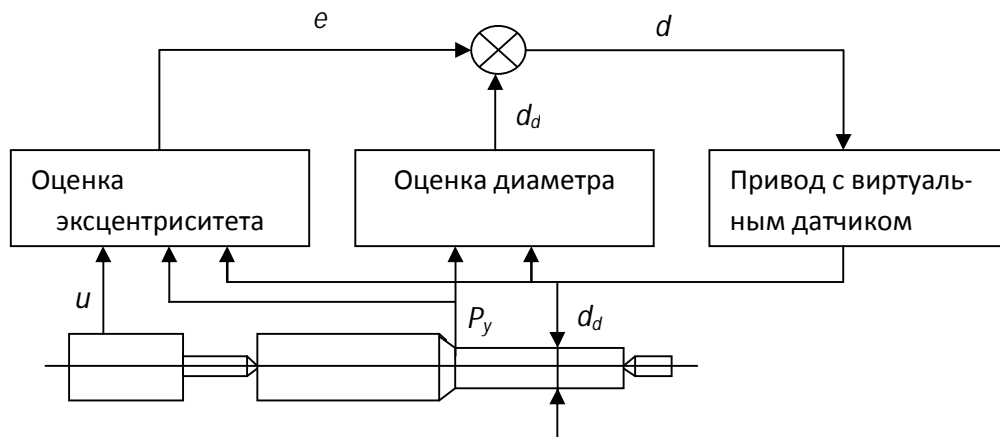 e
d
d_d
Оценка
эксцентриситета
Оценка диаметра
Привод с виртуаль-
ным датчиком
u
P_y
d_d